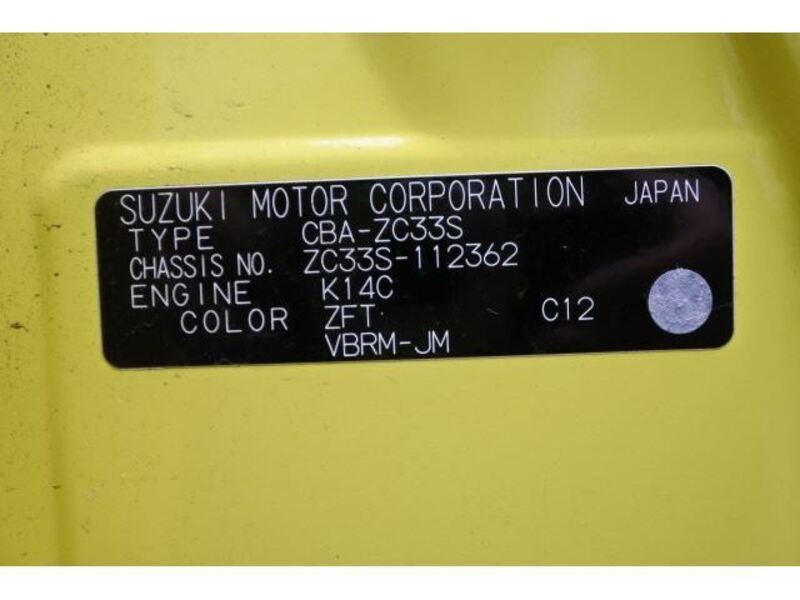 SUZUKI MOTOR CORPORATION JAPAN
TYPE CBA-ZC33S
CHASSIS NO. ZC33S-112362
ENGINE K14C
COLOR ZFT C12
VBRM-JM